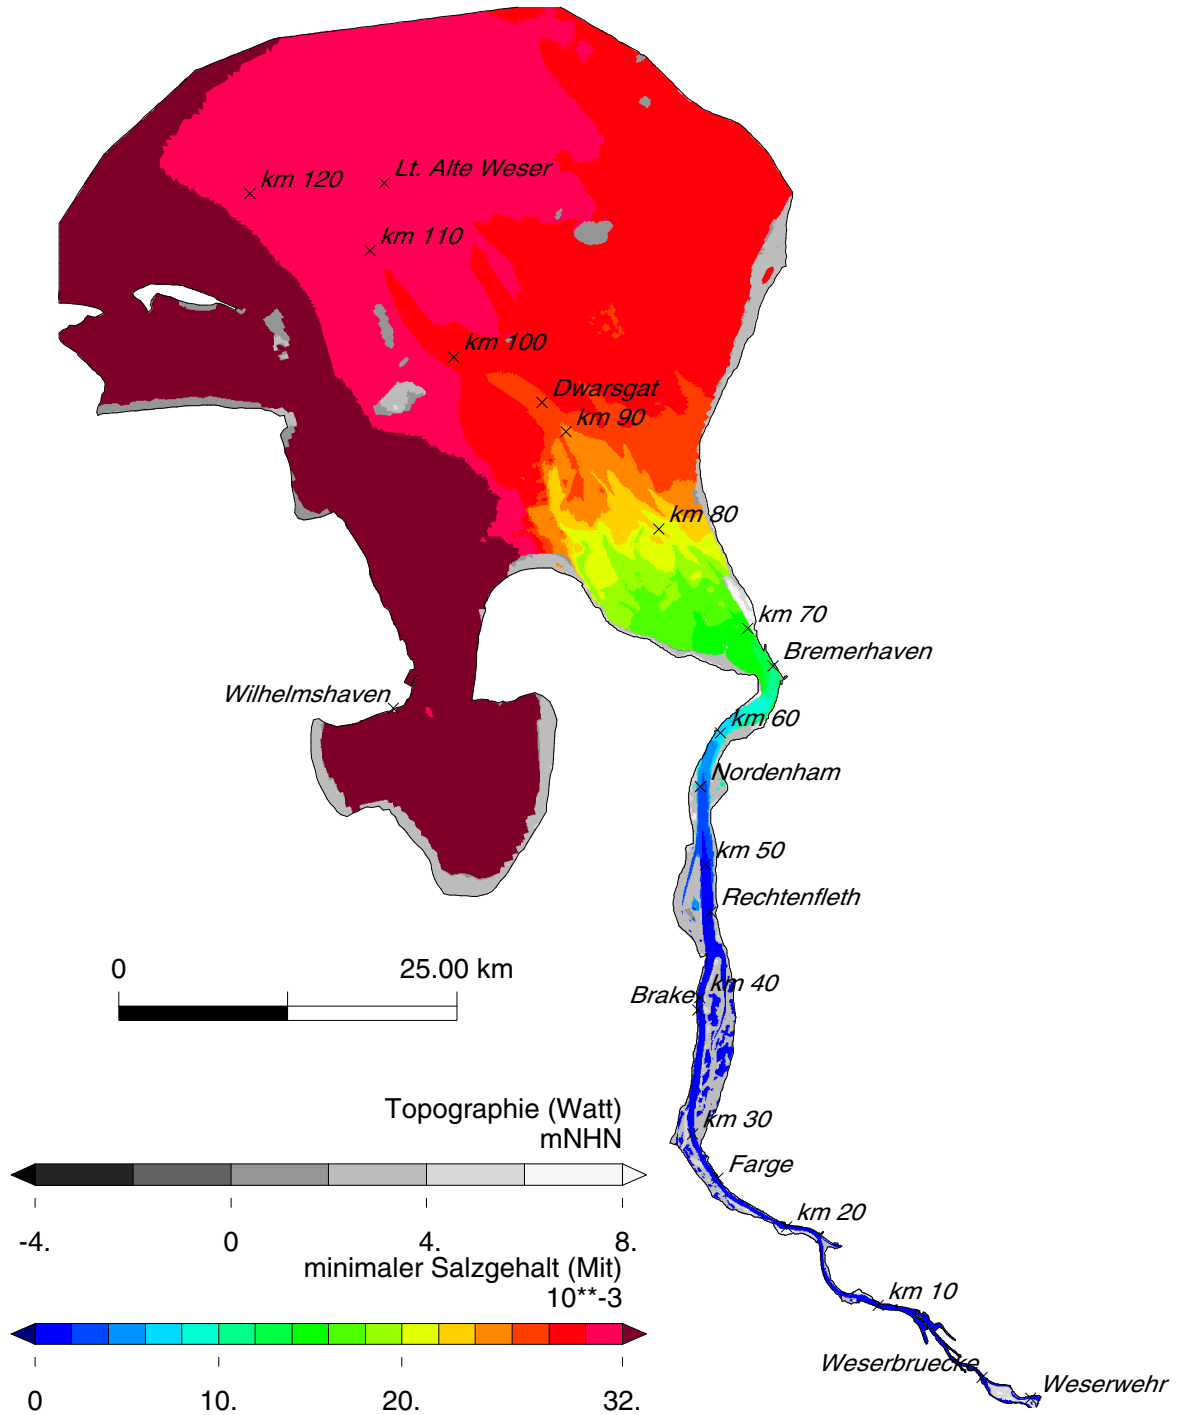 Lt. Alte Weser
km 120
km 110
km 100
Dwarsgat
km 90
km 80
km 70
Bremerhaven
Wilhelmshaven
km 60
Nordenham
km 50
Rechtenfleth
0
25.00 km
km 40
Brake
Topographie (Watt)
mNHN
km 30
Farge
-4.
0
4.
8.
km 20
minimaler Salzgehalt (Mit)
10**-3
km 10
0
10.
20.
32.
Weserbruecke
Weserwehr